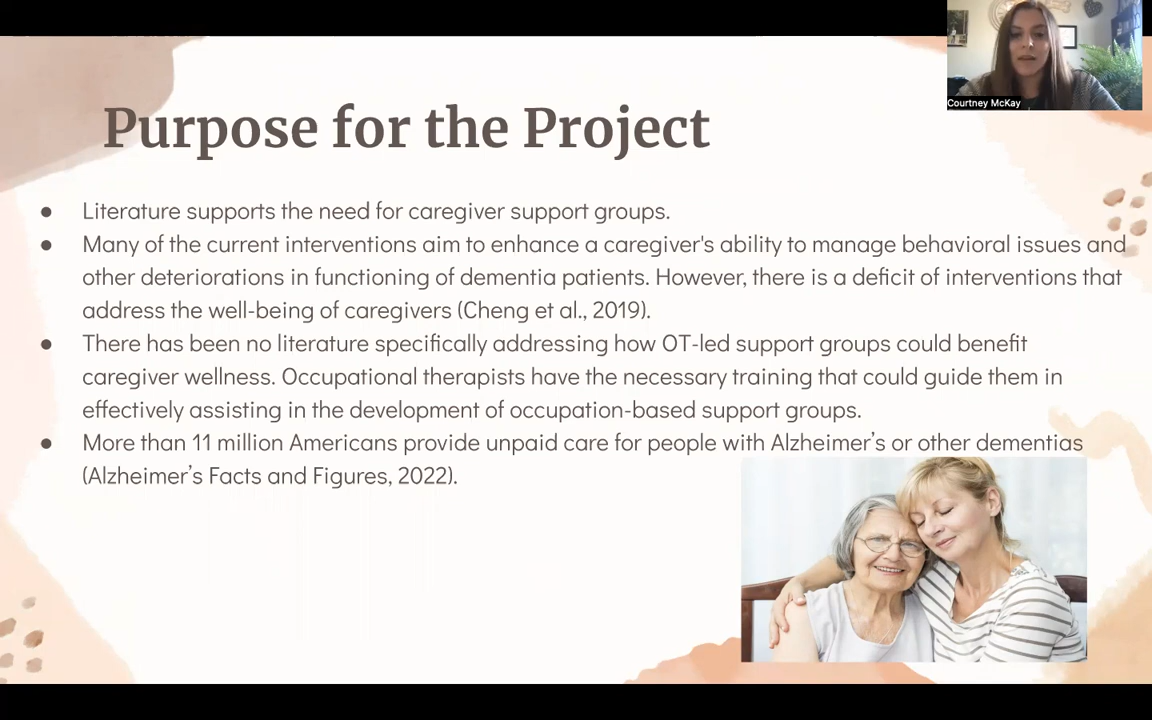 Courtney McKay
Purpose for the Project
● Literature supports the need for caregiver support groups.
● Many of the current interventions aim to enhance a caregiver's ability to manage behavioral issues and
other deteriorations in functioning of dementia patients. However, there is a deficit of interventions that
address the well-being of caregivers (Cheng et al., 2019).
● There has been no literature specifically addressing how OT-led support groups could benefit
caregiver wellness. Occupational therapists have the necessary training that could guide them in
effectively assisting in the development of occupation-based support groups.
● More than 11 million Americans provide unpaid care for people with Alzheimer’s or other dementias
(Alzheimer’s Facts and Figures, 2022).